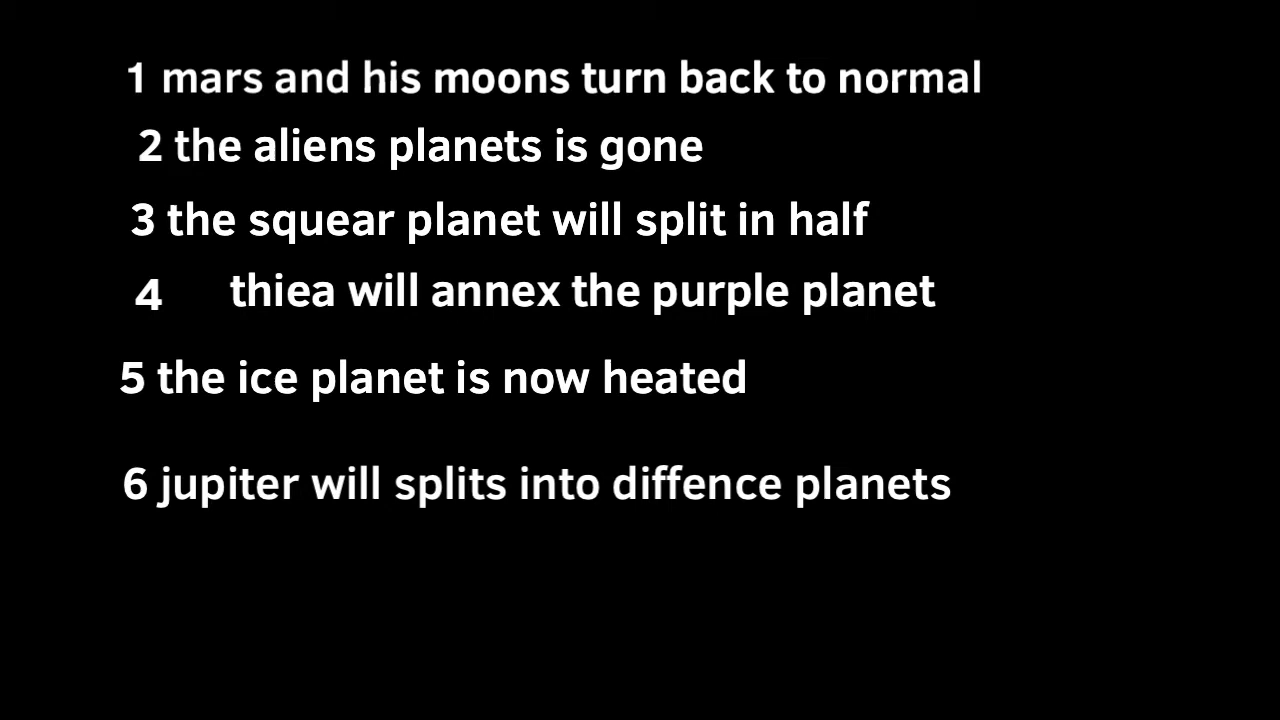 1 mars and his moons turn back to normal
2 the aliens planets is gone
3 the squear planet will split in half
4 thiea will annex the purple planet
5 the ice planet is now heated
6 jupiter will splits into diffence planets